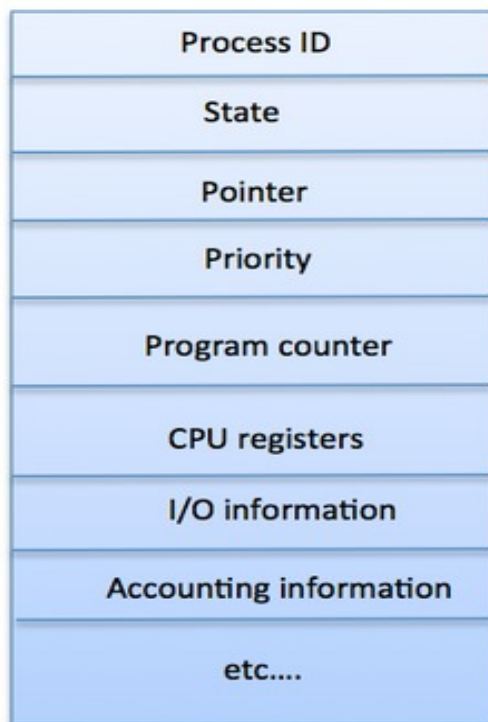 Process ID
State
Pointer
Priority
Program counter
CPU registers
I/O information
Accounting information
etc....